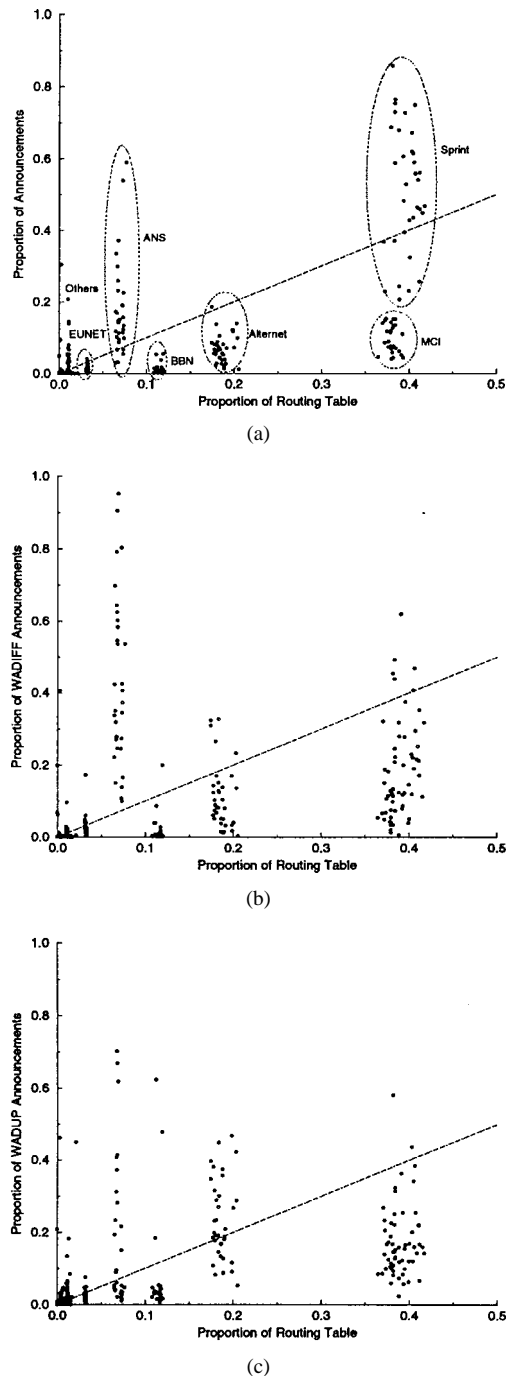 1.0
0.8
0.6
0.4
0.2
0.0
Proportion of Announcements
Sprint
ANS
Others
EUNET
BBN
Alternet
MCI
0.0 0.1 0.2 0.3 0.4 0.5
Proportion of Routing Table
(a)
1.0
0.8
0.6
0.4
0.2
0.0
Proportion of WADIFF Announcements
0.0 0.1 0.2 0.3 0.4 0.5
Proportion of Routing Table
(b)
1.0
0.8
0.6
0.4
0.2
0.0
Proportion of WADUP Announcements
0.0 0.1 0.2 0.3 0.4 0.5
Proportion of Routing Table
(c)